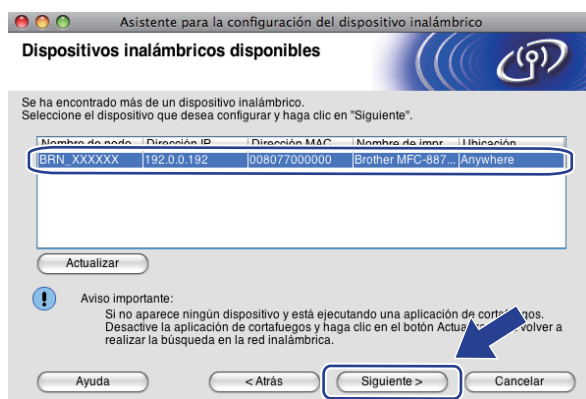 Asistente para la configuración del dispositivo inalámbrico
Dispositivos inalámbricos disponibles
Se ha encontrado más de un dispositivo inalámbrico.
Seleccione el dispositivo que desea configurar y haga clic en "Siguiente".
Nombre de nodo Dirección IP Dirección MAC Nombre de impr Ubicación
BRN_XXXXXX 192.0.0.192 008077000000 Brother MFC-887... Anywhere
Actualizar
Aviso importante:
Si no aparece ningún dispositivo y está ejecutando una aplicación de cortafuegos.
Desactive la aplicación de cortafuegos y haga clic en el botón volver a
realizar la búsqueda en la red inalámbrica.
Ayuda < Atrás Siguiente > Cancelar